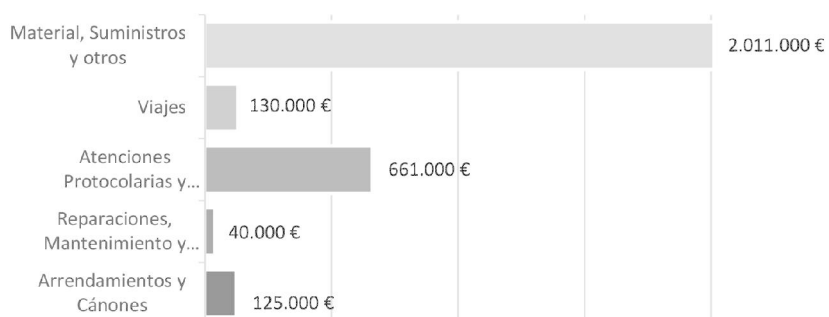 Material, Suministros
y otros
2.011.000 €
Viajes
130.000 €
Atenciones
Protocolarias y...
661.000 €
Reparaciones,
Mantenimiento y...
40.000 €
Arrendamientos y
Cánones
125.000 €